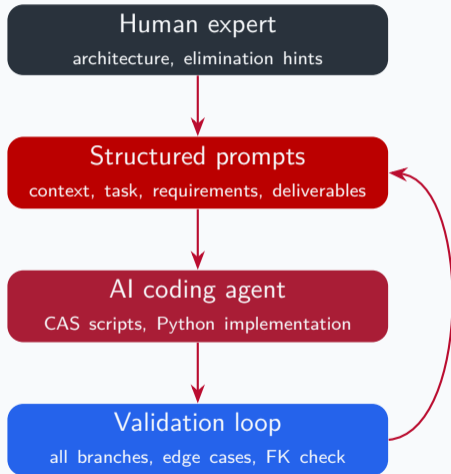 Human expert
architecture, elimination hints
Structured prompts
context, task, requirements, deliverables
AI coding agent
CAS scripts, Python implementation
Validation loop
all branches, edge cases, FK check